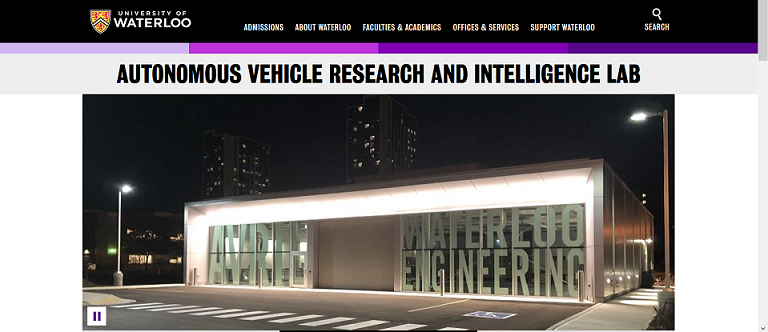 UNIVERSITY OF
WATERLOO
ADMISSIONS ABOUT WATERLOO FACULTIES & ACADEMICS OFFICES & SERVICES SUPPORT WATERLOO
SEARCH
AUTONOMOUS VEHICLE RESEARCH AND INTELLIGENCE LAB
AVRIL
WATERLOO
ENGINEERING